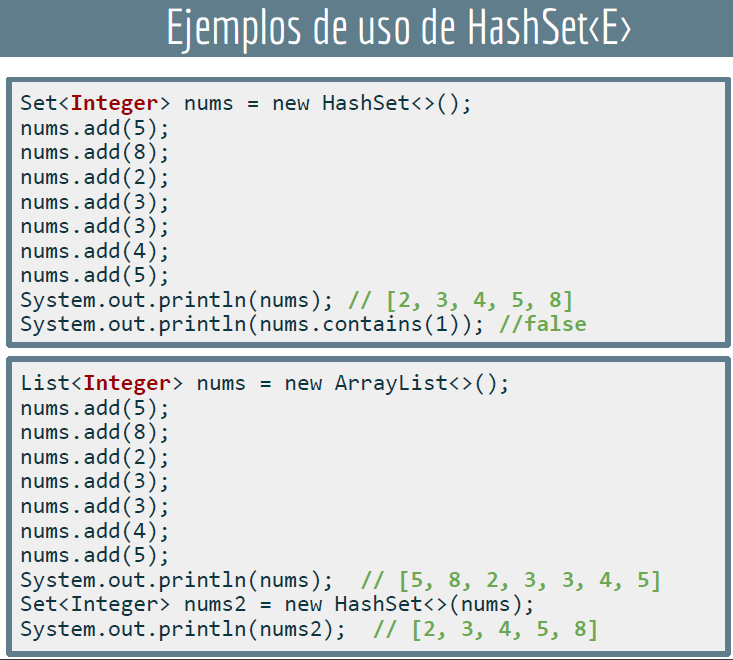 Ejemplos de uso de HashSet<E>
Set<Integer> nums = new HashSet<>();
nums.add(5);
nums.add(8);
nums.add(2);
nums.add(3);
nums.add(3);
nums.add(4);
nums.add(5);
System.out.println(nums); // [2, 3, 4, 5, 8]
System.out.println(nums.contains(1)); //false
List<Integer> nums = new ArrayList<>();
nums.add(5);
nums.add(8);
nums.add(2);
nums.add(3);
nums.add(3);
nums.add(4);
nums.add(5);
System.out.println(nums);  // [5, 8, 2, 3, 3, 4, 5]
Set<Integer> nums2 = new HashSet<>(nums);
System.out.println(nums2);  // [2, 3, 4, 5, 8]